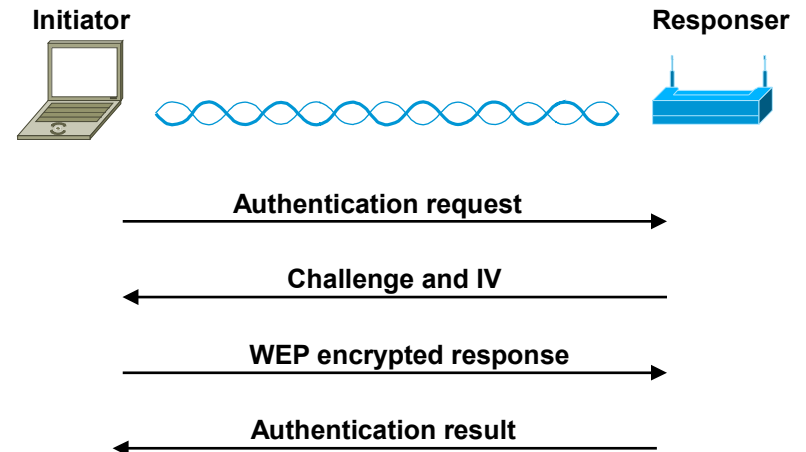 Initiator
Responser
Authentication request
Challenge and IV
WEP encrypted response
Authentication result